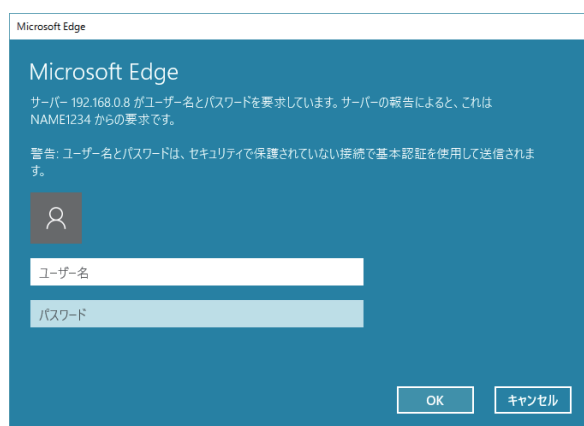 Microsoft Edge
Microsoft Edge
サーバー 192.168.0.8 がユーザー名とパスワードを要求しています。サーバーの報告によると、これは
NAME1234 からの要求です。
警告: ユーザー名とパスワードは、セキュリティで保護されていない接続で基本認証を使用して送信されま
す。
ユーザー名
パスワード
OK
キャンセル